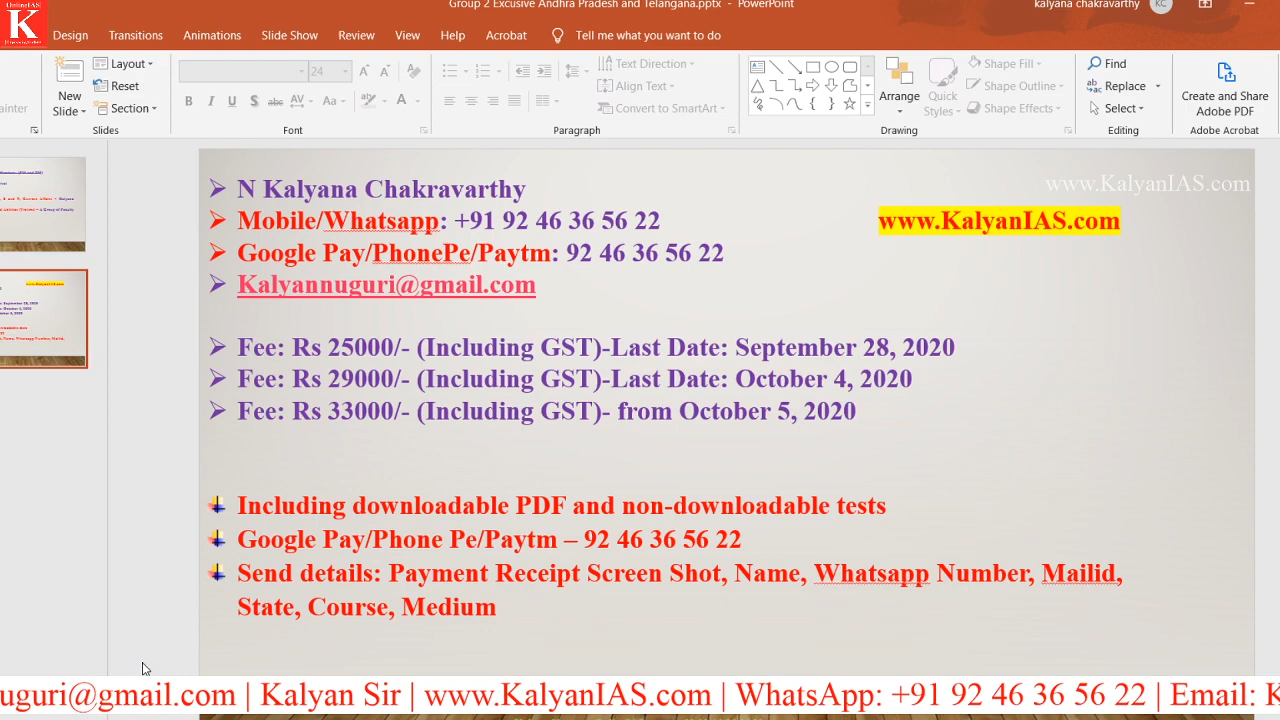 OnlineIAS
K
Group 2 Excusive Andhra Pradesh and Telangana.pptx - PowerPoint
kalyana chakravarthy
KC
Design Transitions Animations Slide Show Review View Help Acrobat Tell me what you want to do
ainter
New Slide
Layout
Reset
Section
Slides
24
B I U S abc AV Aa A
Font
Text Direction
Align Text
Convert to SmartArt
Paragraph
Arrange
Quick Styles
Shape Fill
Shape Outline
Shape Effects
Drawing
Find
Replace
Select
Editing
Create and Share Adobe PDF
Adobe Acrobat
www.KalyanIAS.com
N Kalyana Chakravarthy
Mobile/Whatsapp: +91 92 46 36 56 22
www.KalyanIAS.com
Google Pay/PhonePe/Paytm: 92 46 36 56 22
Kalyannuguri@gmail.com
Fee: Rs 25000/- (Including GST)-Last Date: September 28, 2020
Fee: Rs 29000/- (Including GST)-Last Date: October 4, 2020
Fee: Rs 33000/- (Including GST)- from October 5, 2020
Including downloadable PDF and non-downloadable tests
Google Pay/Phone Pe/Paytm – 92 46 36 56 22
Send details: Payment Receipt Screen Shot, Name, Whatsapp Number, Mailid,
State, Course, Medium
uguri@gmail.com | Kalyan Sir | www.KalyanIAS.com | WhatsApp: +91 92 46 36 56 22 | Email: K